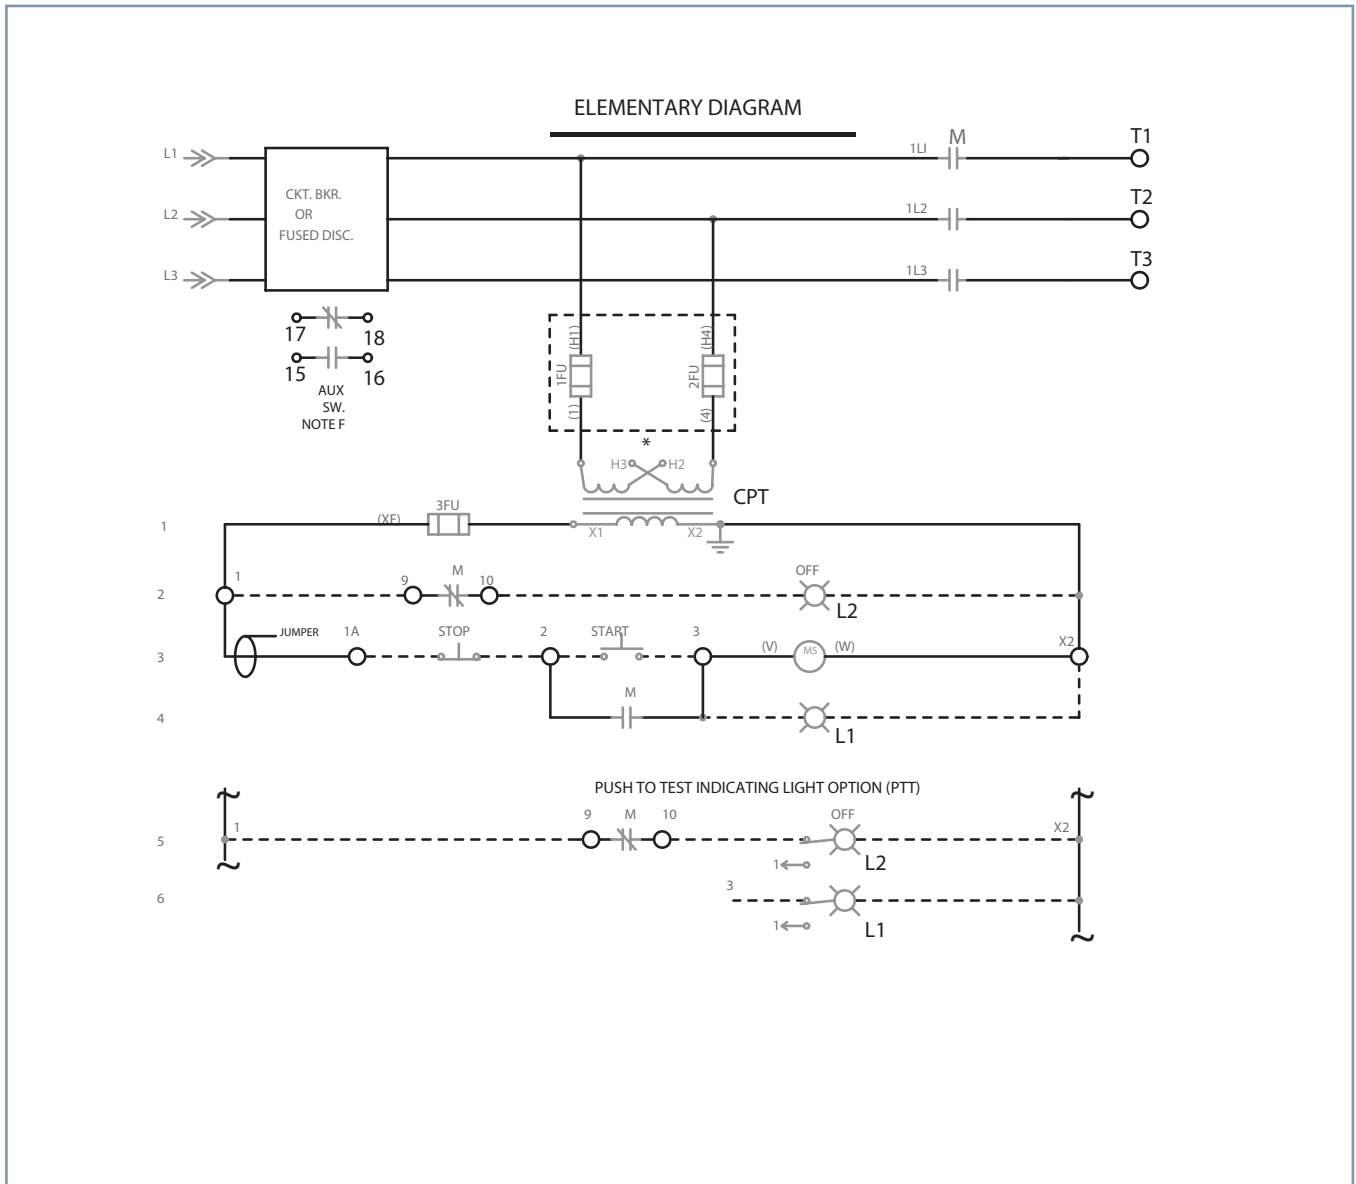 ELEMENTARY DIAGRAM
L1
1LI
M
T1
CKT. BKR.
OR
FUSED DISC.
L2
1L2
T2
L3
1L3
T3
17
18
15
16
AUX
SW.
NOTE F
(H1)
(H4)
1FU
2FU
(1)
(4)
*
H3
H2
CPT
1
(XF)
3FU
X1
X2
2
1
9
M
10
OFF
L2
3
JUMPER
1A
STOP
2
START
3
(V)
MS
(W)
X2
4
M
L1
PUSH TO TEST INDICATING LIGHT OPTION (PTT)
5
1
9
M
10
OFF
X2
1
L2
6
3
1
L1